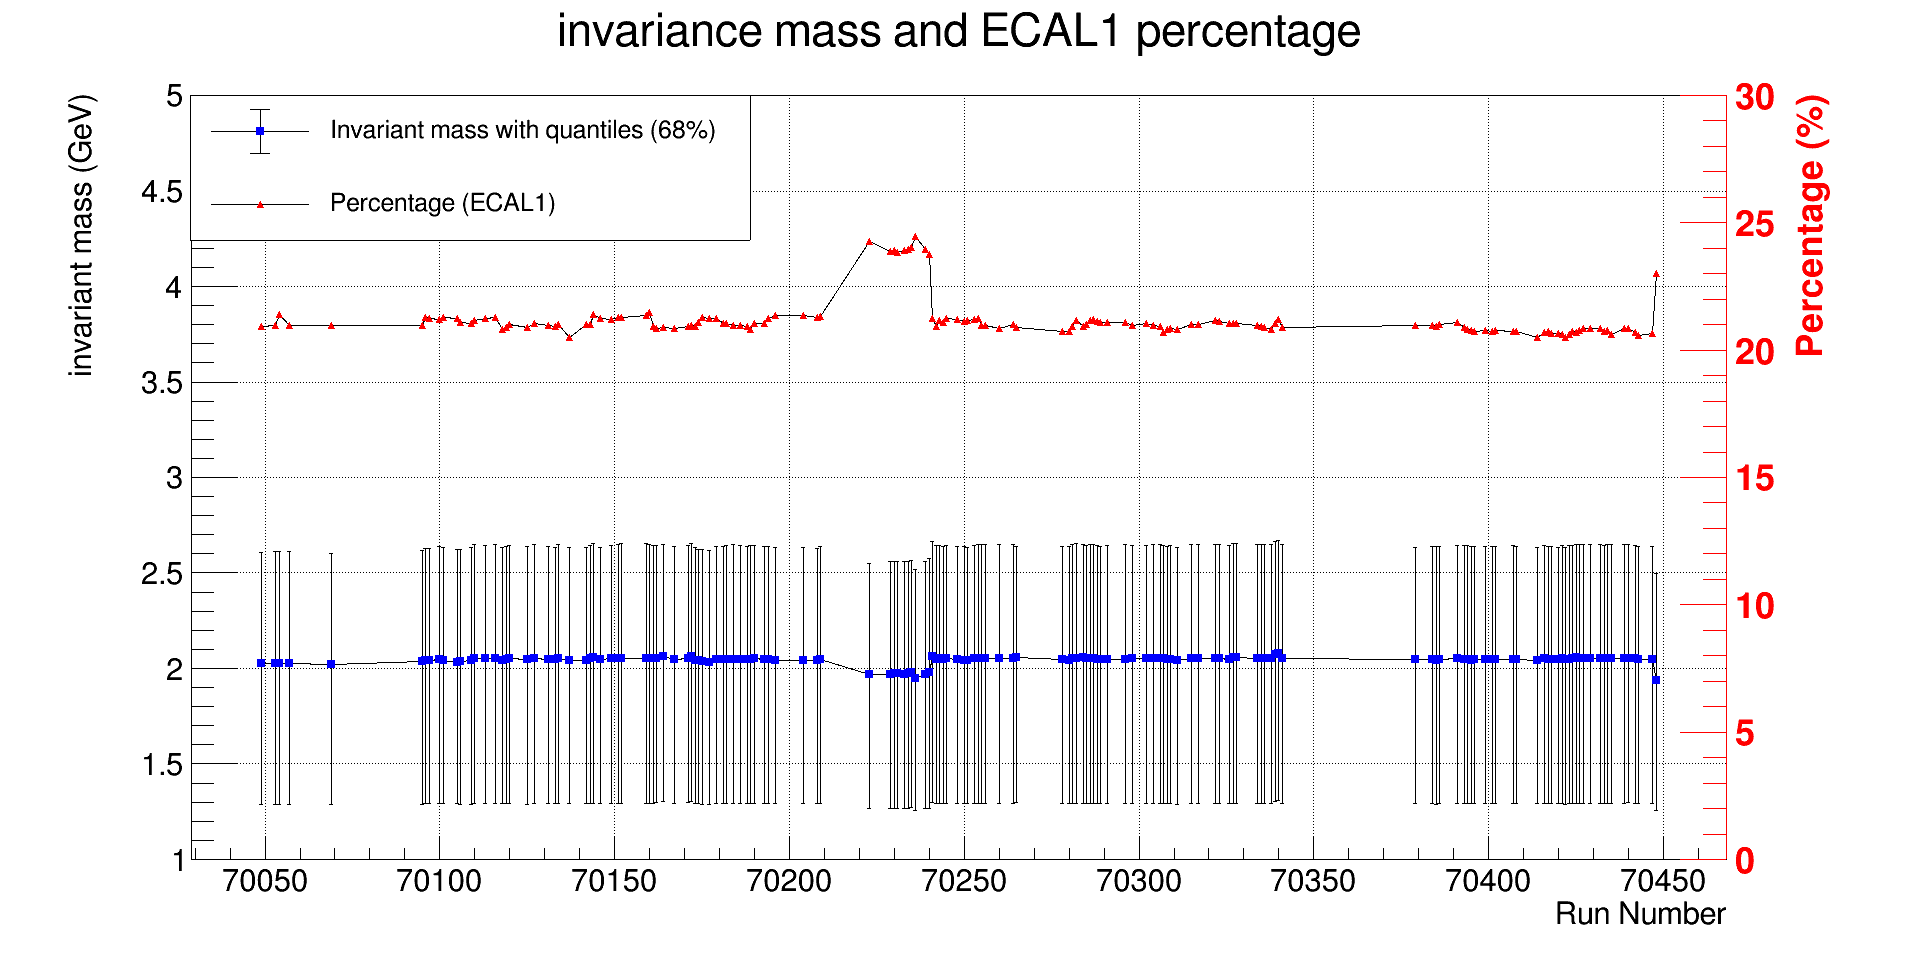 invariance mass and ECAL1 percentage
invariant mass (GeV)
5
4.5
4
3.5
3
2.5
2
1.5
1
Invariant mass with quantiles (68%)
Percentage (ECAL1)
30
25
20
15
10
5
0
Percentage (%)
70050 70100 70150 70200 70250 70300 70350 70400 70450
Run Number